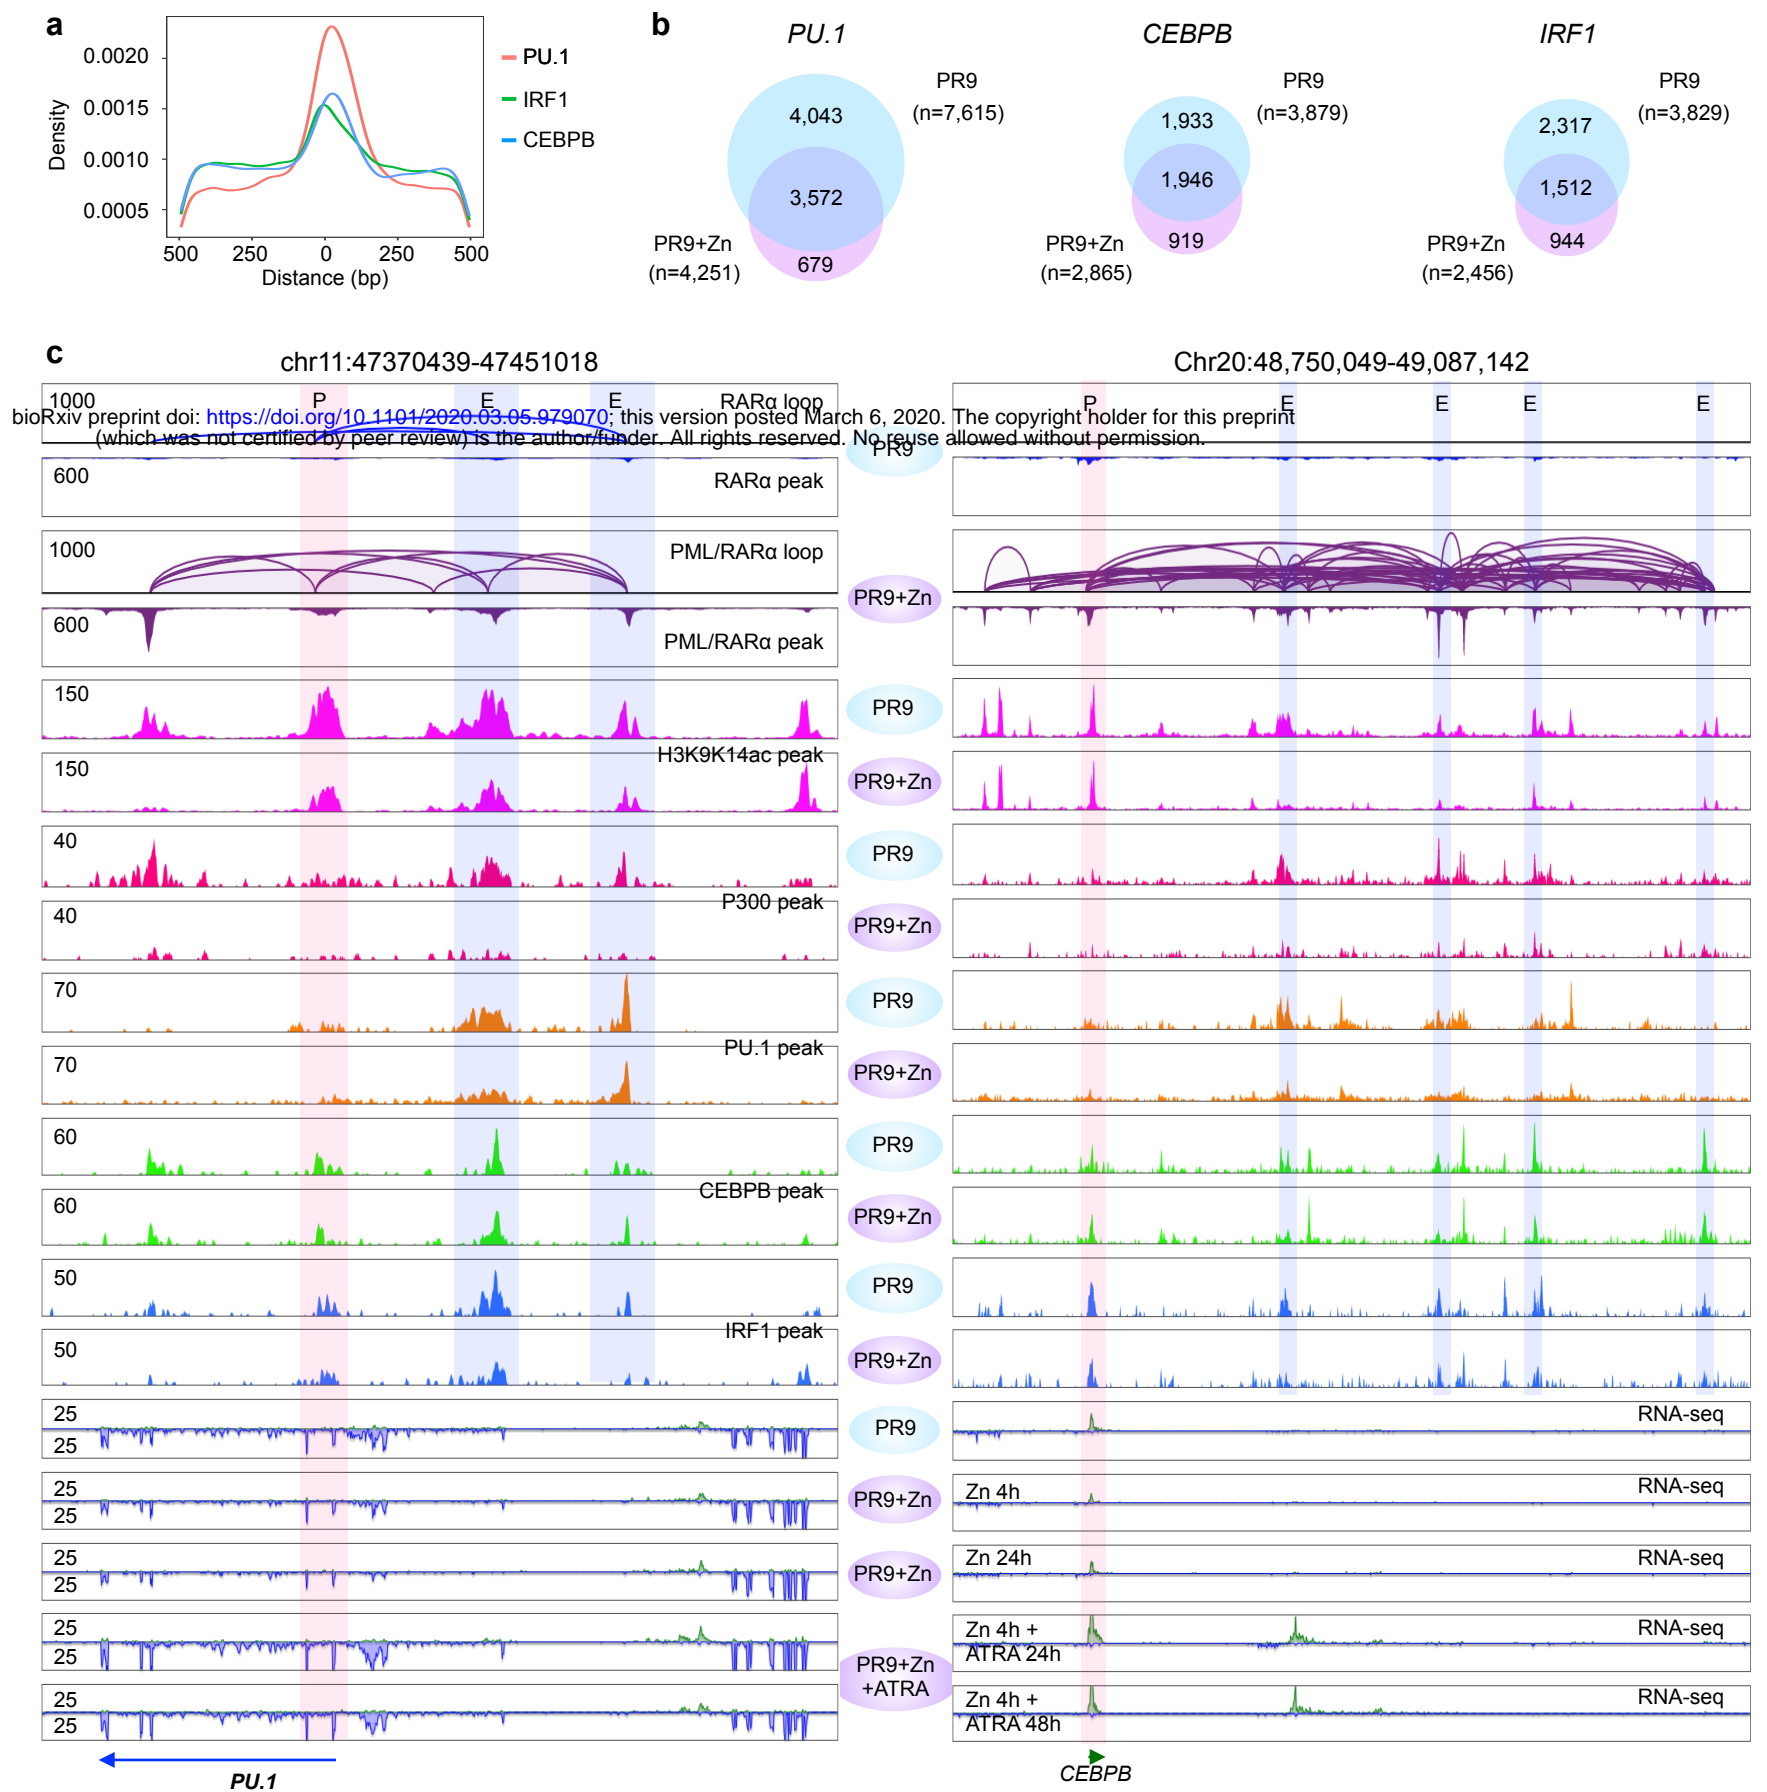 a
0.0020
0.0015
0.0010
0.0005
Density
500 250 0 250 500
Distance (bp)
PU.1
IRF1
CEBPB
b
PU.1
PR9
(n=7,615)
4,043
3,572
679
PR9+Zn
(n=4,251)
CEBPB
PR9
(n=3,879)
1,933
1,946
919
PR9+Zn
(n=2,865)
IRF1
PR9
(n=3,829)
2,317
1,512
944
PR9+Zn
(n=2,456)
c
chr11:47370439-47451018
Chr20:48,750,049-49,087,142
1000 P E E RARα loop
P E E E E
bioRxiv preprint doi: https://doi.org/10.1101/2020.03.05.979070; this version posted March 6, 2020. The copyright holder for this preprint
(which was not certified by peer review) is the author/funder. All rights reserved. No reuse allowed without permission.
PR9
600 RARα peak
1000 PML/RARα loop
PR9+Zn
600 PML/RARα peak
150 PR9
H3K9K14ac peak
150 PR9+Zn
40 PR9
P300 peak
40 PR9+Zn
70 PR9
PU.1 peak
70 PR9+Zn
60 PR9
CEBPB peak
60 PR9+Zn
50 PR9
IRF1 peak
50 PR9+Zn
25 PR9 RNA-seq
25
25 PR9+Zn Zn 4h RNA-seq
25
25 PR9+Zn Zn 24h RNA-seq
25
25 Zn 4h + RNA-seq
25 ATRA 24h
PR9+Zn
+ATRA
25 Zn 4h + RNA-seq
25 ATRA 48h
PU.1
CEBPB